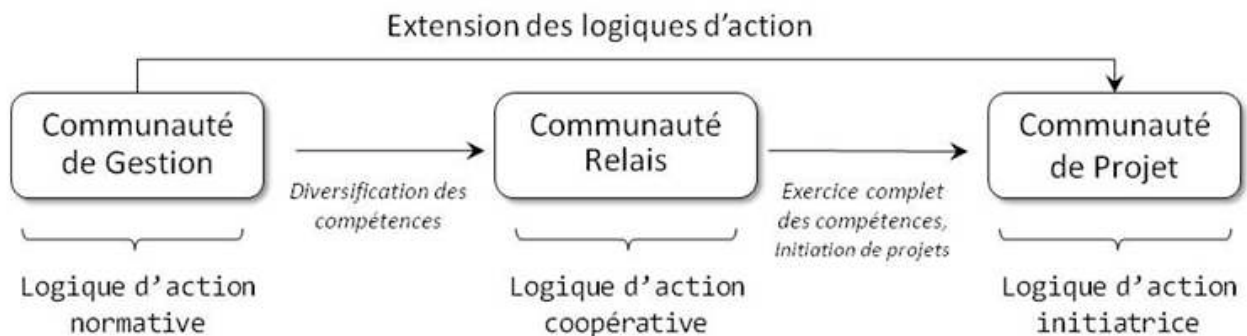 Extension des logiques d'action
Communauté
de Gestion
Diversification des
compétences
Communauté
Relais
Exercice complet
des compétences,
Initiation de projets
Communauté
de Projet
Logique d'action
normative
Logique d'action
coopérative
Logique d'action
initiatrice